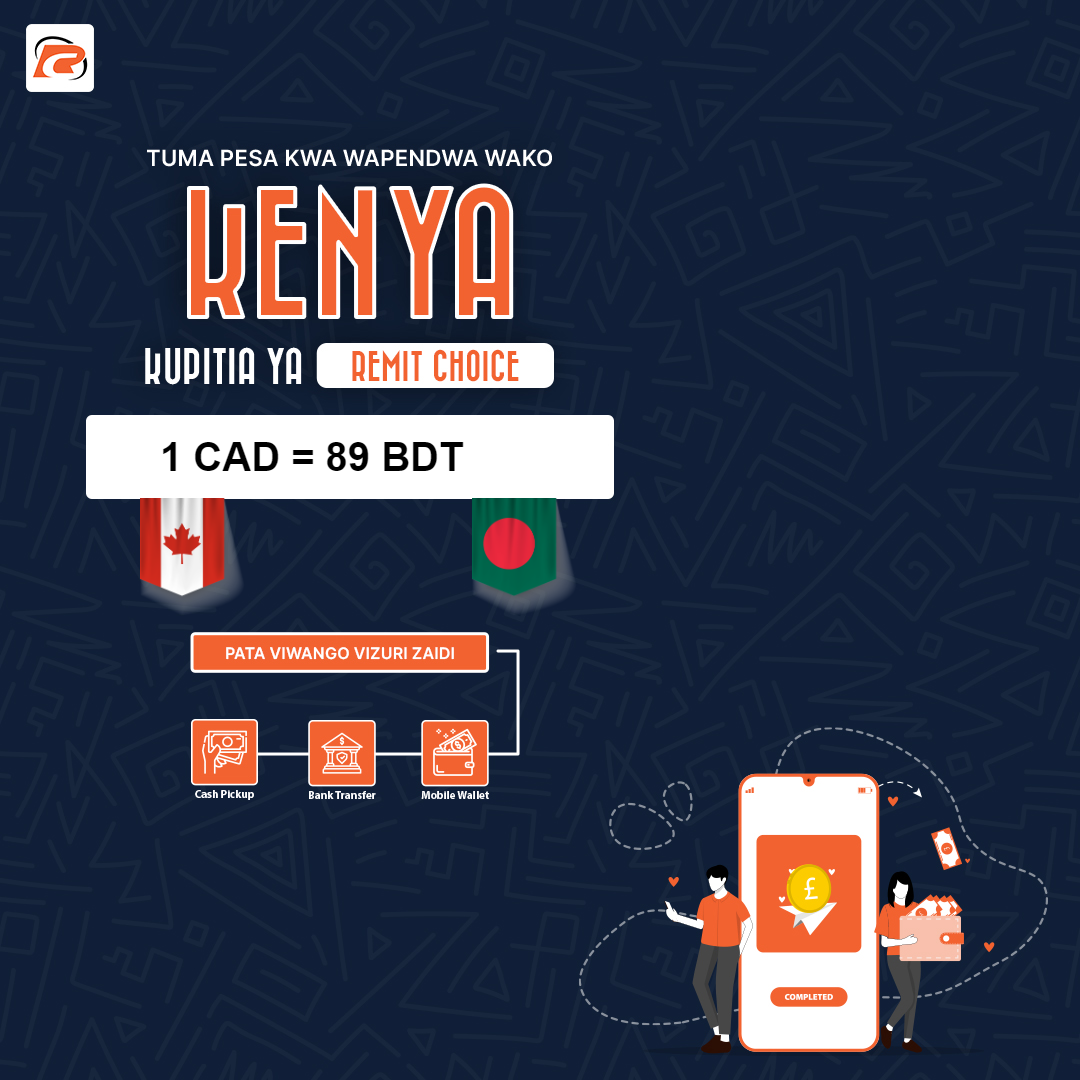 TUMA PESA KWA WAPENDWA WAKO
KENYA
KUPITIA YA REMIT CHOICE
1 CAD = 89 BDT
PATA VIWANGO VIZURI ZAIDI
Cash Pickup Bank Transfer Mobile Wallet
£
COMPLETED